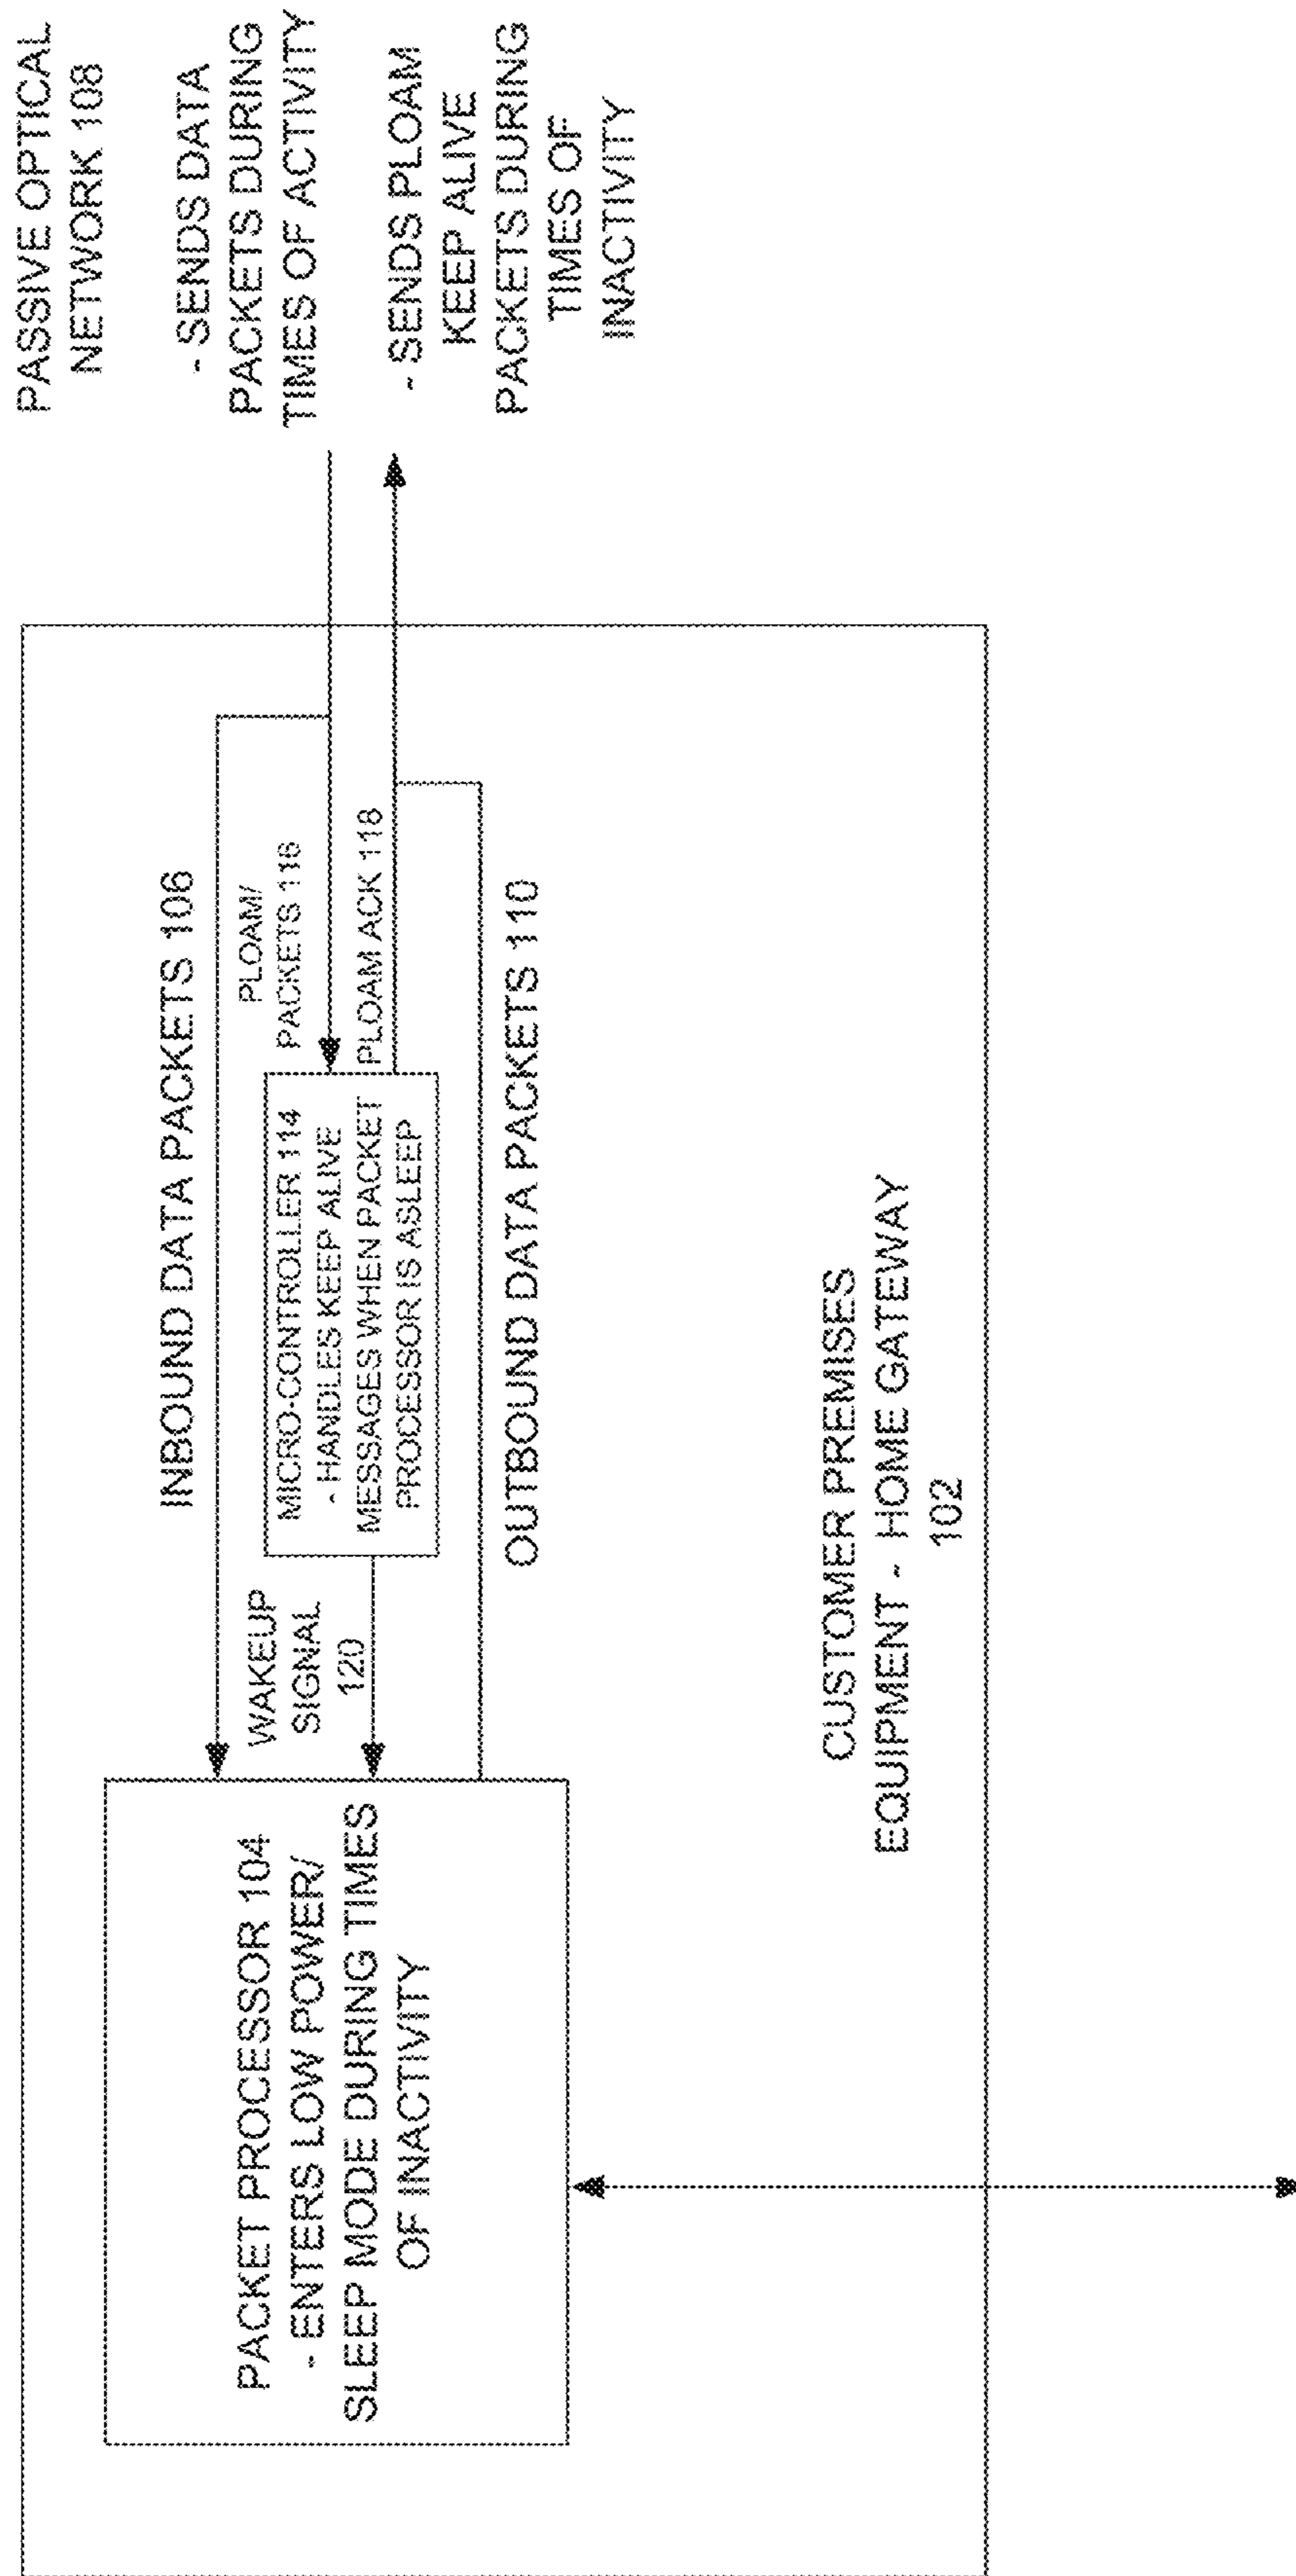 PASSIVE OPTICAL
NETWORK 108
- SENDS DATA
PACKETS DURING
TIMES OF ACTIVITY
- SENDS PLOAM
KEEP ALIVE
PACKETS DURING
TIMES OF
INACTIVITY
INBOUND DATA PACKETS 106
PLOAM/
PACKETS 116
PLOAM ACK 118
MICRO-CONTROLLER 114
- HANDLES KEEP ALIVE
MESSAGES WHEN PACKET
PROCESSOR IS ASLEEP
OUTBOUND DATA PACKETS 110
WAKEUP
SIGNAL
120
PACKET PROCESSOR 104
- ENTERS LOW POWER/
SLEEP MODE DURING TIMES
OF INACTIVITY
CUSTOMER PREMISES
EQUIPMENT - HOME GATEWAY
102